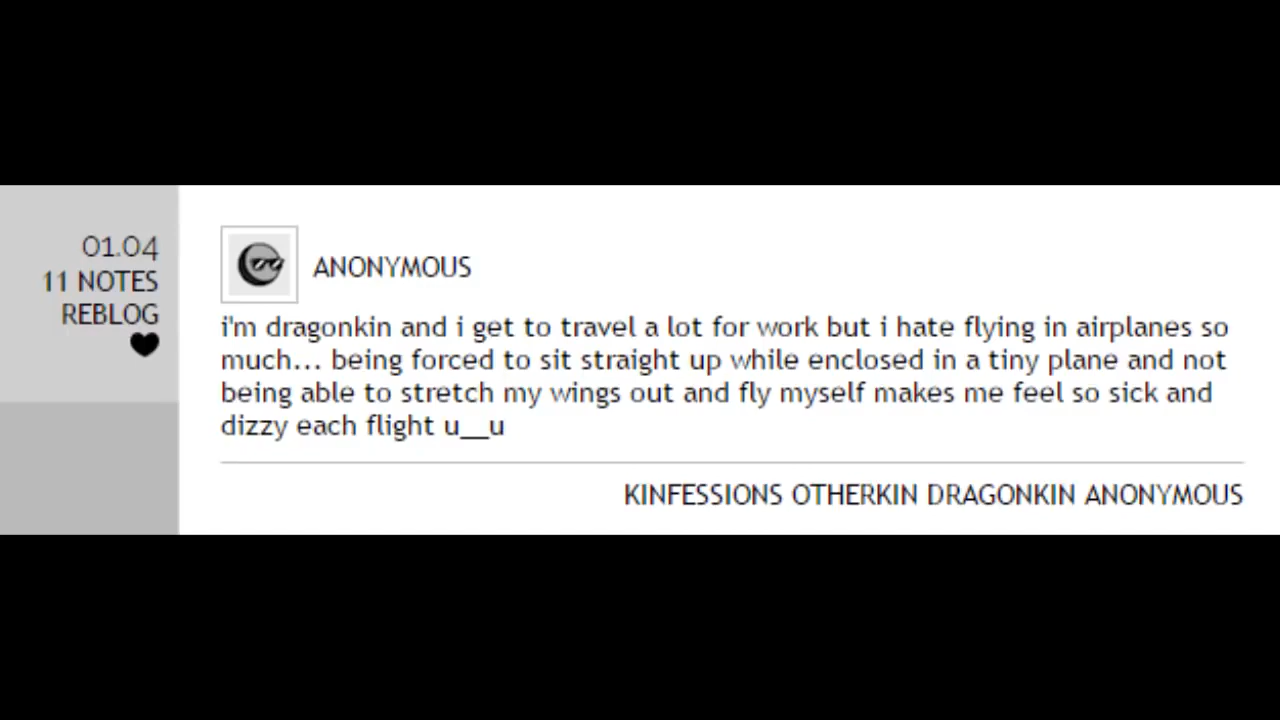 01.04
11 NOTES
REBLOG
ANONYMOUS
i'm dragonkin and i get to travel a lot for work but i hate flying in airplanes so
much... being forced to sit straight up while enclosed in a tiny plane and not
being able to stretch my wings out and fly myself makes me feel so sick and
dizzy each flight u__u
KINFESSIONS OTHERKIN DRAGONKIN ANONYMOUS